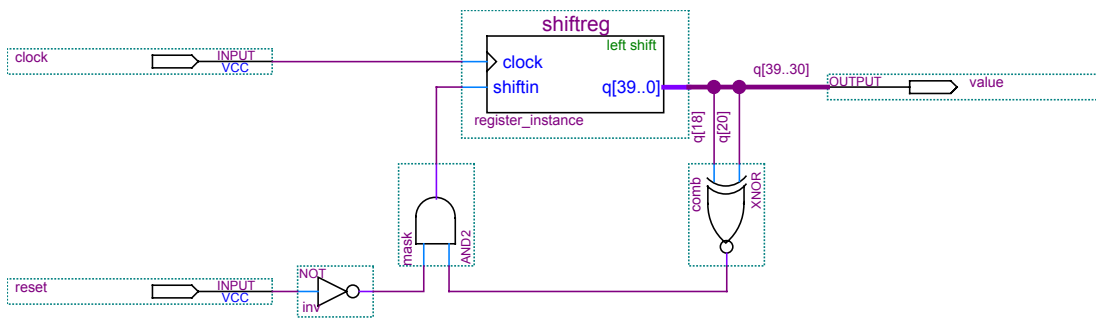 shiftreg
left shift
clock
INPUT
VCC
clock
shiftin
q[39..0]
q[39..30]
OUTPUT
value
register_instance
q[18]
q[20]
comb
XNOR
mask
AND2
reset
INPUT
VCC
NOT
inv